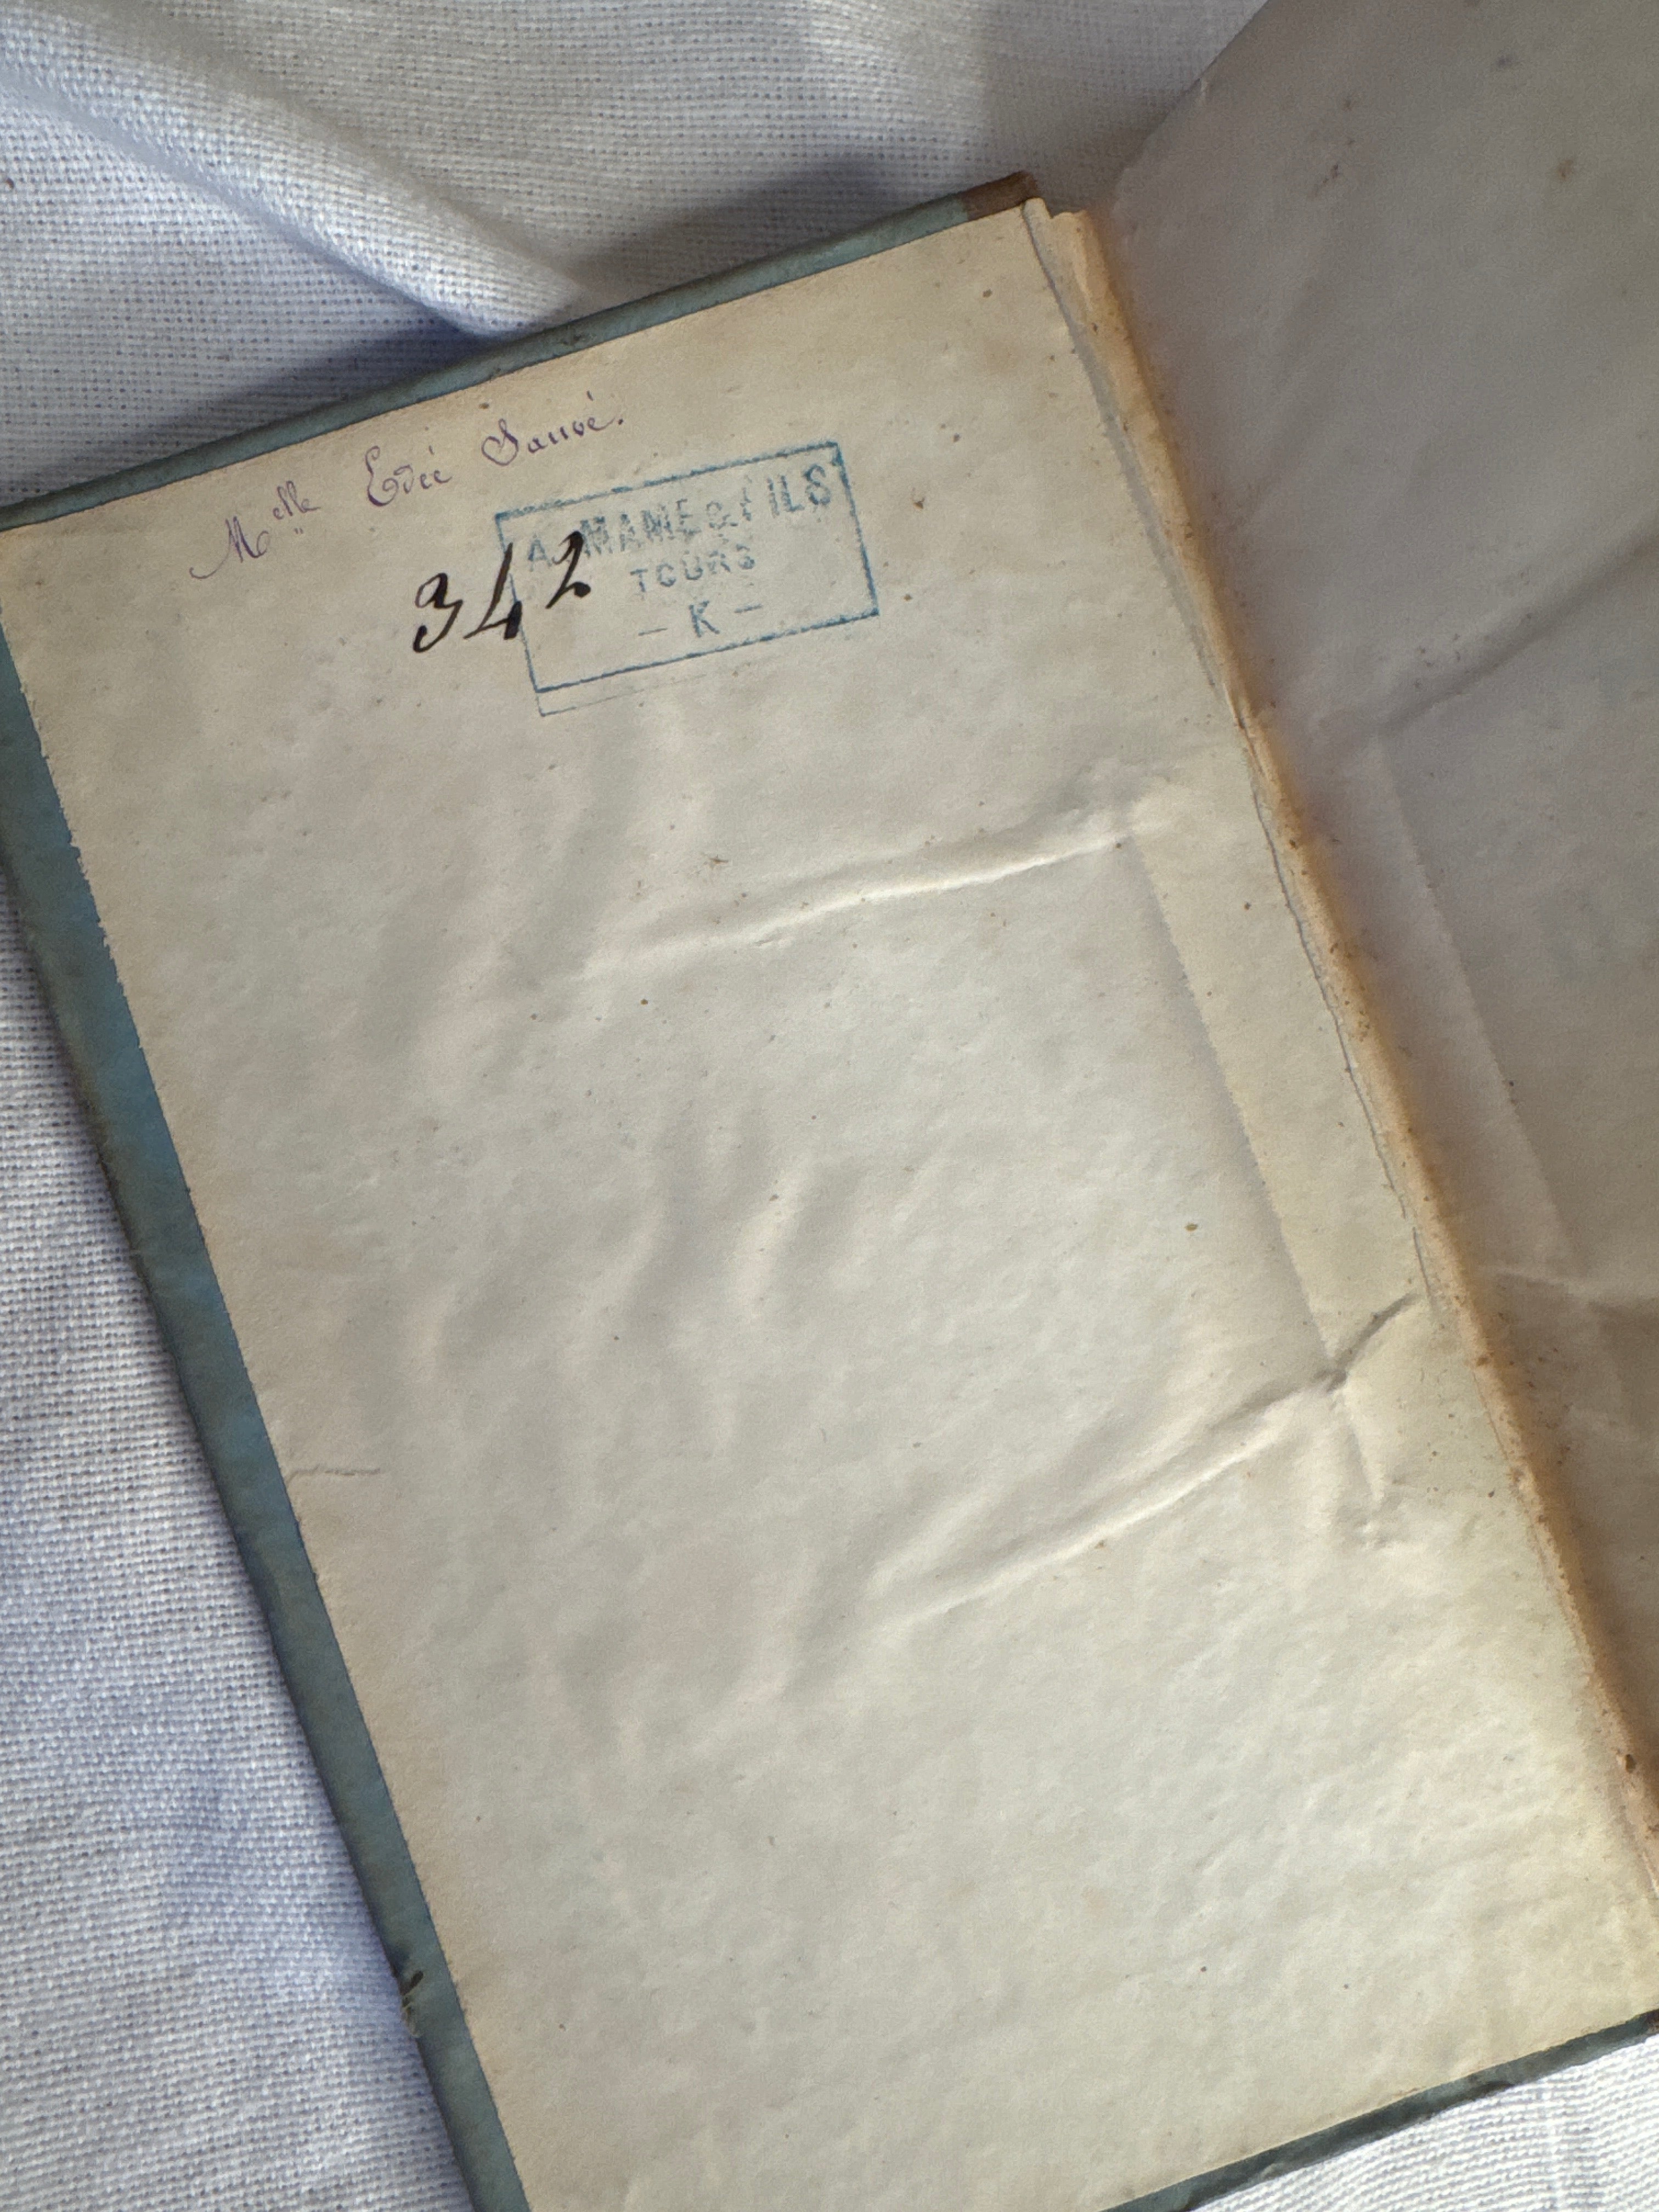 Melle Edée Sauvé.
A. MAME & FILS
TOURS
- K -
342